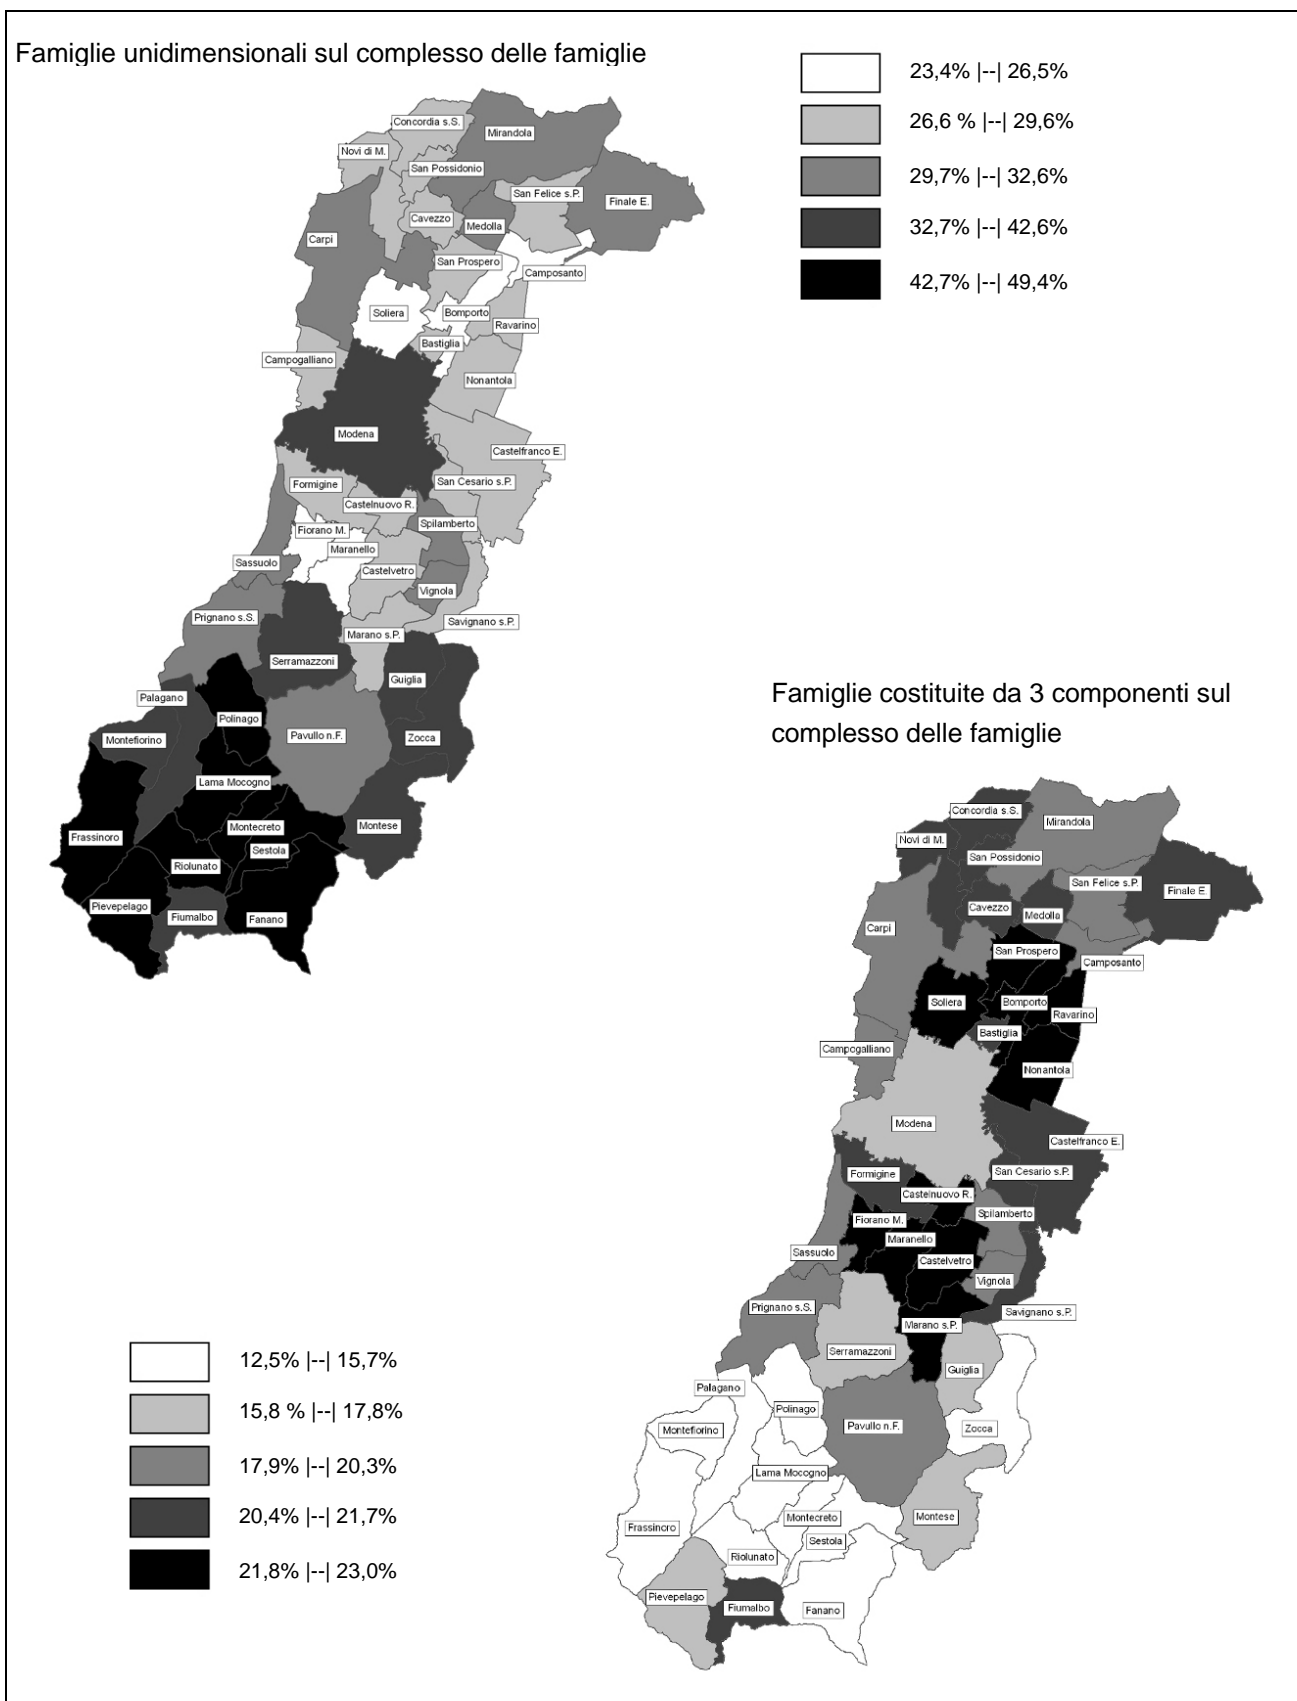 Famiglie unidimensionali sul complesso delle famiglie
23,4% |--| 26,5%
26,6 % |--| 29,6%
29,7% |--| 32,6%
32,7% |--| 42,6%
42,7% |--| 49,4%
Concordia s.S.
Mirandola
Novi di M.
San Possidonio
San Felice s.P.
Finale E.
Cavezzo
Medolla
Carpi
San Prospero
Camposanto
Soliera
Bomporto
Ravarino
Bastiglia
Campogalliano
Nonantola
Modena
Castelfranco E.
San Cesario s.P.
Formigine
Castelnuovo R.
Spilamberto
Fiorano M.
Maranello
Sassuolo
Castelvetro
Vignola
Prignano s.S.
Savignano s.P.
Marano s.P.
Serramazzoni
Guiglia
Palagano
Polinago
Montefiorino
Pavullo n.F.
Zocca
Lama Mocogno
Montecreto
Montese
Frassinoro
Sestola
Riolunato
Pievepelago
Fiumalbo
Fanano
Famiglie costituite da 3 componenti sul
complesso delle famiglie
12,5% |--| 15,7%
15,8 % |--| 17,8%
17,9% |--| 20,3%
20,4% |--| 21,7%
21,8% |--| 23,0%
Concordia s.S.
Mirandola
Novi di M.
San Possidonio
San Felice s.P.
Finale E.
Cavezzo
Medolla
Carpi
San Prospero
Camposanto
Soliera
Bomporto
Ravarino
Bastiglia
Campogalliano
Nonantola
Modena
Castelfranco E.
San Cesario s.P.
Formigine
Castelnuovo R.
Spilamberto
Fiorano M.
Maranello
Sassuolo
Castelvetro
Vignola
Prignano s.S.
Savignano s.P.
Marano s.P.
Serramazzoni
Guiglia
Palagano
Polinago
Montefiorino
Pavullo n.F.
Zocca
Lama Mocogno
Montecreto
Montese
Frassinoro
Sestola
Riolunato
Pievepelago
Fiumalbo
Fanano